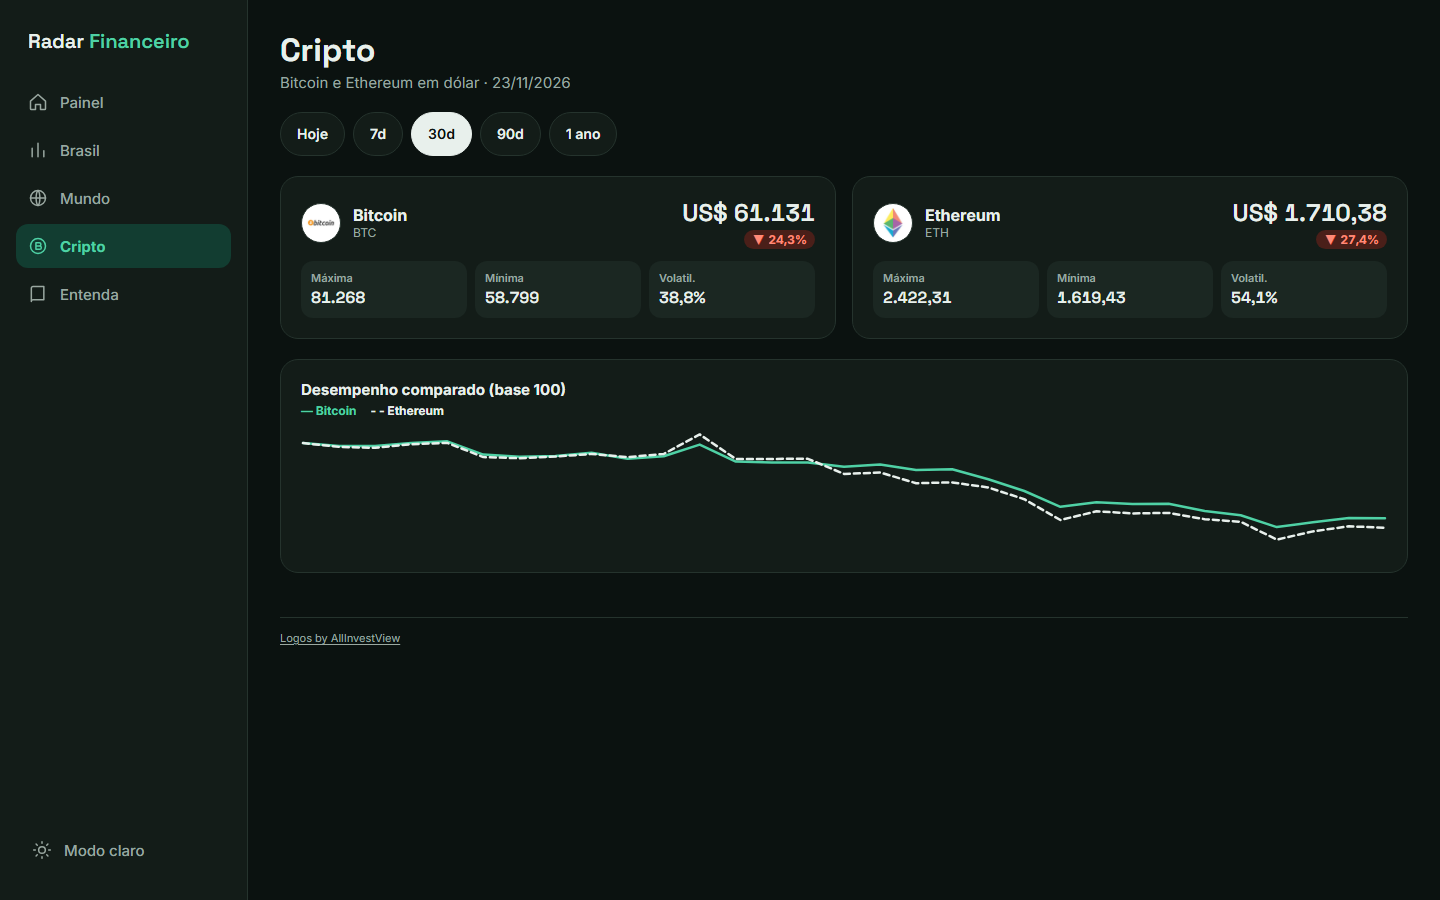 Radar Financeiro
Painel
Brasil
Mundo
Cripto
Entenda
Modo claro
Cripto
Bitcoin e Ethereum em dólar · 23/11/2026
Hoje 7d 30d 90d 1 ano
bitcoin
Bitcoin
BTC
US$ 61.131
▼ 24,3%
Máxima Mínima Volatil.
81.268 58.799 38,8%
Ethereum
ETH
US$ 1.710,38
▼ 27,4%
Máxima Mínima Volatil.
2.422,31 1.619,43 54,1%
Desempenho comparado (base 100)
— Bitcoin - - Ethereum
Logos by AllInvestView